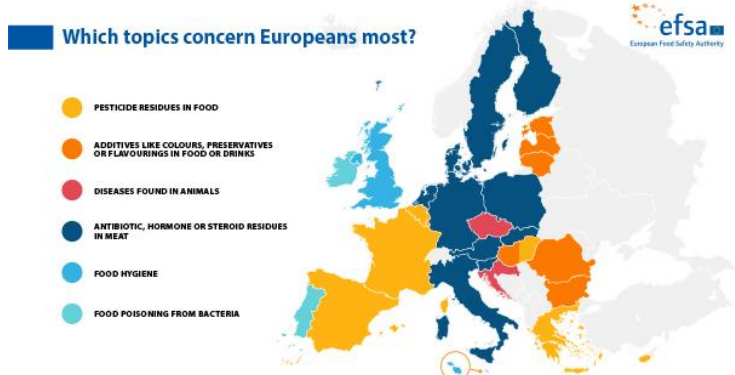 Which topics concern Europeans most?
efsa
European Food Safety Authority
PESTICIDE RESIDUES IN FOOD
ADDITIVES LIKE COLOURS, PRESERVATIVES
OR FLAVOURINGS IN FOOD OR DRINKS
DISEASES FOUND IN ANIMALS
ANTIBIOTIC, HORMONE OR STEROID RESIDUES
IN MEAT
FOOD HYGIENE
FOOD POISONING FROM BACTERIA